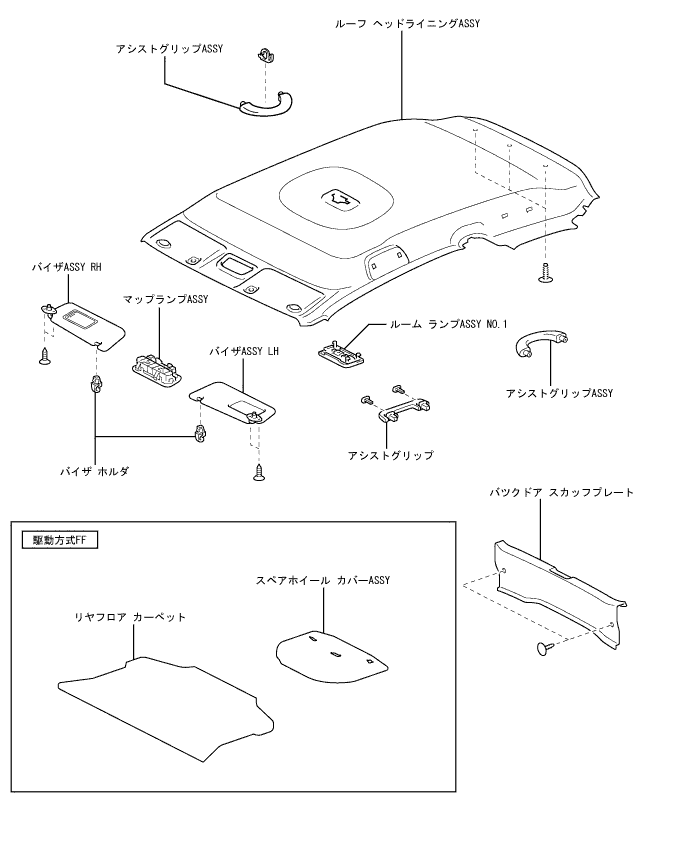 ルーフ ヘッドライニングASSY
アシストグリップASSY
バイザASSY RH
マップランプASSY
ルーム ランプASSY NO.1
バイザASSY LH
アシストグリップASSY
アシストグリップ
バイザ ホルダ
バツクドア スカッフプレート
駆動方式FF
スペアホイール カバーASSY
リヤフロア カーペット